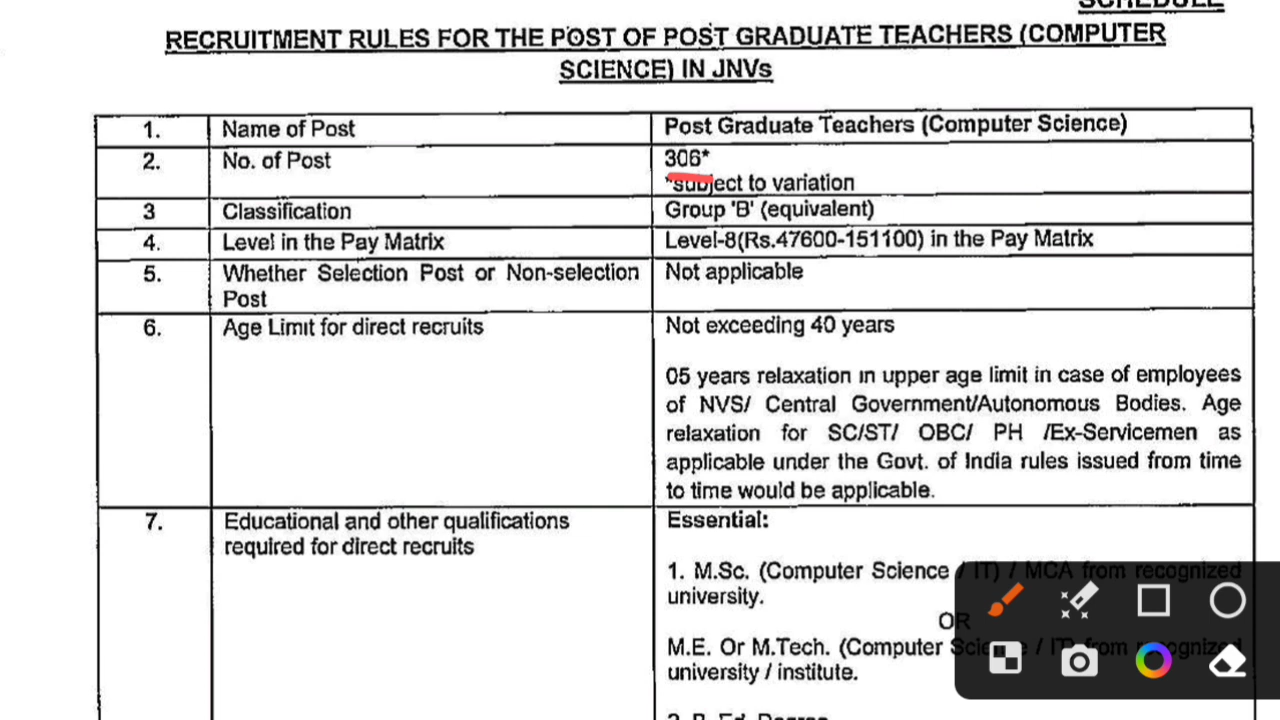 SCHEDULE
RECRUITMENT RULES FOR THE POST OF POST GRADUATE TEACHERS (COMPUTER
SCIENCE) IN JNVs
1. Name of Post Post Graduate Teachers (Computer Science)
2. No. of Post 306*
*subject to variation
3 Classification Group 'B' (equivalent)
4. Level in the Pay Matrix Level-8(Rs.47600-151100) in the Pay Matrix
5. Whether Selection Post or Non-selection Not applicable
Post
6. Age Limit for direct recruits Not exceeding 40 years
05 years relaxation in upper age limit in case of employees
of NVS/ Central Government/Autonomous Bodies. Age
relaxation for SC/ST/ OBC/ PH /Ex-Servicemen as
applicable under the Govt. of India rules issued from time
to time would be applicable.
7. Educational and other qualifications Essential:
required for direct recruits
1. M.Sc. (Computer Science / IT) / MCA from recognized
university.
OR
M.E. Or M.Tech. (Computer Science / IT) from recognized
university / institute.
2. B. Ed. Degree